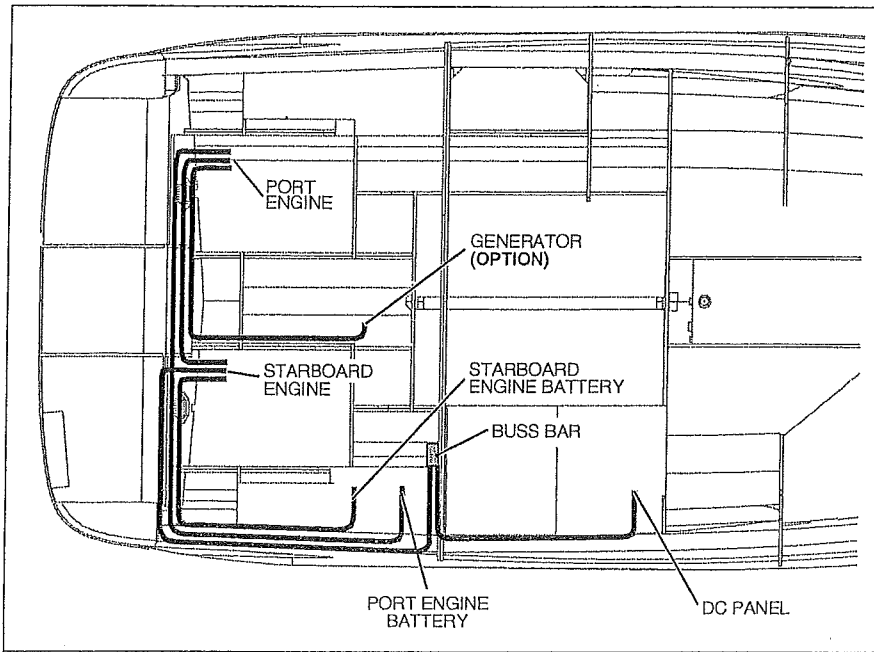 PORT
ENGINE
GENERATOR
(OPTION)
STARBOARD
ENGINE
STARBOARD
ENGINE BATTERY
BUSS BAR
PORT ENGINE
BATTERY
DC PANEL